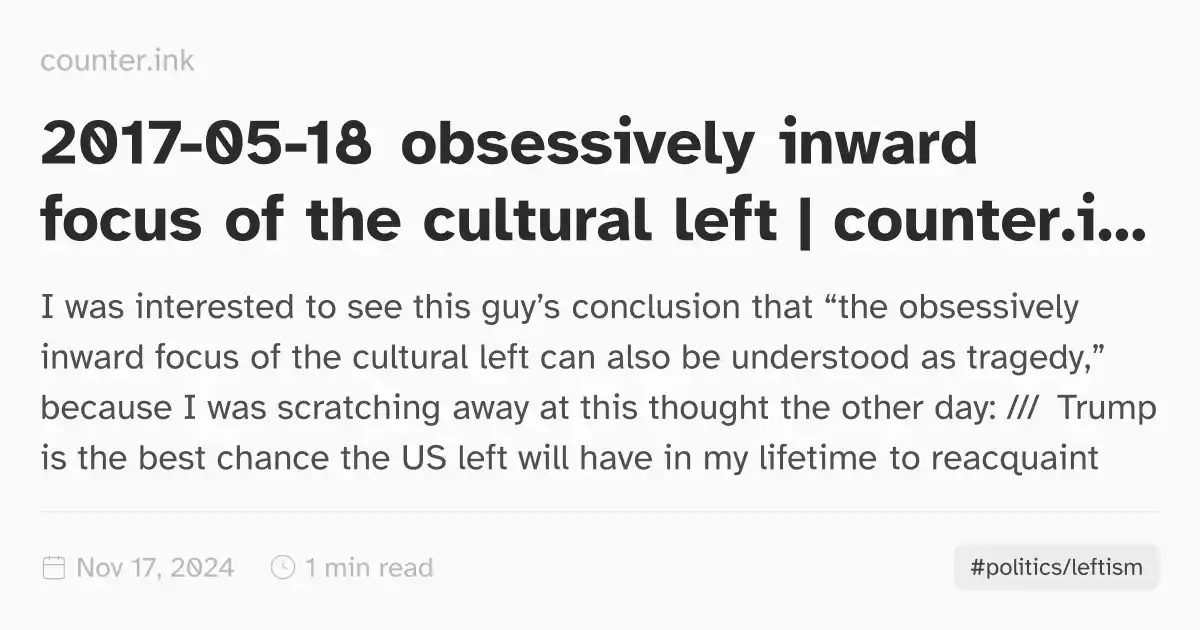 counter.ink
2017-05-18 obsessively inward
focus of the cultural left | counter.i...
I was interested to see this guy’s conclusion that “the obsessively
inward focus of the cultural left can also be understood as tragedy,”
because I was scratching away at this thought the other day: /// Trump
is the best chance the US left will have in my lifetime to reacquaint
Nov 17, 2024 1 min read #politics/leftism